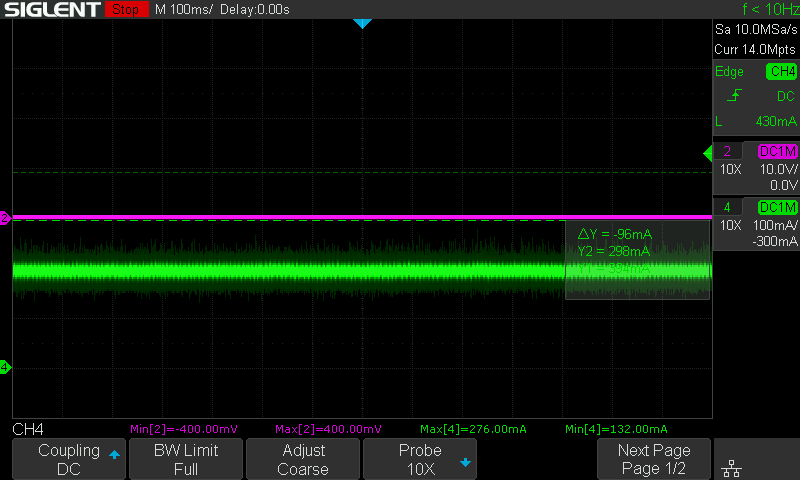 SIGLENT Stop M 100ms/ Delay:0.00s f < 10Hz
Sa 10.0MSa/s
Curr 14.0Mpts
Edge CH4
DC
L 430mA
2 DC1M
10X 10.0V/
0.0V
4 DC1M
10X 100mA/
-300mA
2
△Y = -96mA
Y2 = 298mA
Y1 = 394mA
4
CH4 Min[2]=-400.00mV Max[2]=400.00mV Max[4]=276.00mA Min[4]=132.00mA
Coupling
DC
BW Limit
Full
Adjust
Coarse
Probe
10X
Next Page
Page 1/2